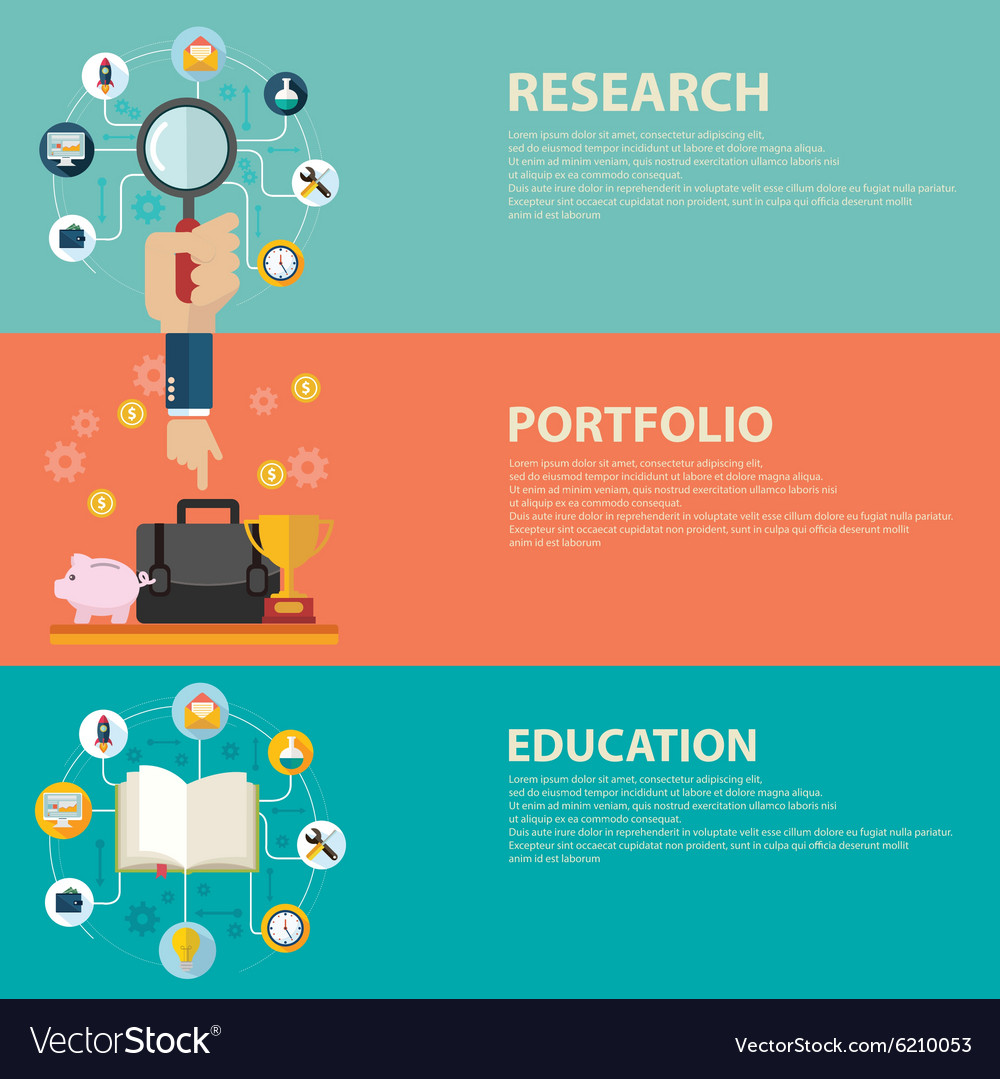 RESEARCH
Lorem ipsum dolor sit amet, consectetur adipiscing elit,
sed do eiusmod tempor incididunt ut labore et dolore magna aliqua.
Ut enim ad minim veniam, quis nostrud exercitation ullamco laboris nisi
ut aliquip ex ea commodo consequat.
Duis aute irure dolor in reprehenderit in voluptate velit esse cillum dolore eu fugiat nulla pariatur.
Excepteur sint occaecat cupidatat non proident, sunt in culpa qui officia deserunt mollit
anim id est laborum
$
$
$
$
PORTFOLIO
Lorem ipsum dolor sit amet, consectetur adipiscing elit,
sed do eiusmod tempor incididunt ut labore et dolore magna aliqua.
Ut enim ad minim veniam, quis nostrud exercitation ullamco laboris nisi
ut aliquip ex ea commodo consequat.
Duis aute irure dolor in reprehenderit in voluptate velit esse cillum dolore eu fugiat nulla pariatur.
Excepteur sint occaecat cupidatat non proident, sunt in culpa qui officia deserunt mollit
anim id est laborum
EDUCATION
Lorem ipsum dolor sit amet, consectetur adipiscing elit,
sed do eiusmod tempor incididunt ut labore et dolore magna aliqua.
Ut enim ad minim veniam, quis nostrud exercitation ullamco laboris nisi
ut aliquip ex ea commodo consequat.
Duis aute irure dolor in reprehenderit in voluptate velit esse cillum dolore eu fugiat nulla pariatur.
Excepteur sint occaecat cupidatat non proident, sunt in culpa qui officia deserunt mollit
anim id est laborum
VectorStock®
VectorStock.com/6210053